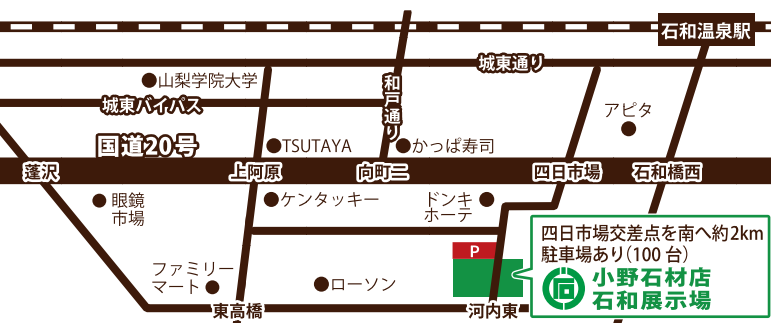 石和温泉駅
城東通り
山梨学院大学
和戸通り
城東バイパス
アピタ
国道20号
TSUTAYA
かっぱ寿司
蓬沢
上阿原
向町二
四日市場
石和橋西
眼鏡
市場
ケンタッキー
ドンキ
ホーテ
四日市場交差点を南へ約2km
駐車場あり(100台)
P
ファミリー
マート
ローソン
小野石材店
石和展示場
東高橋
河内東